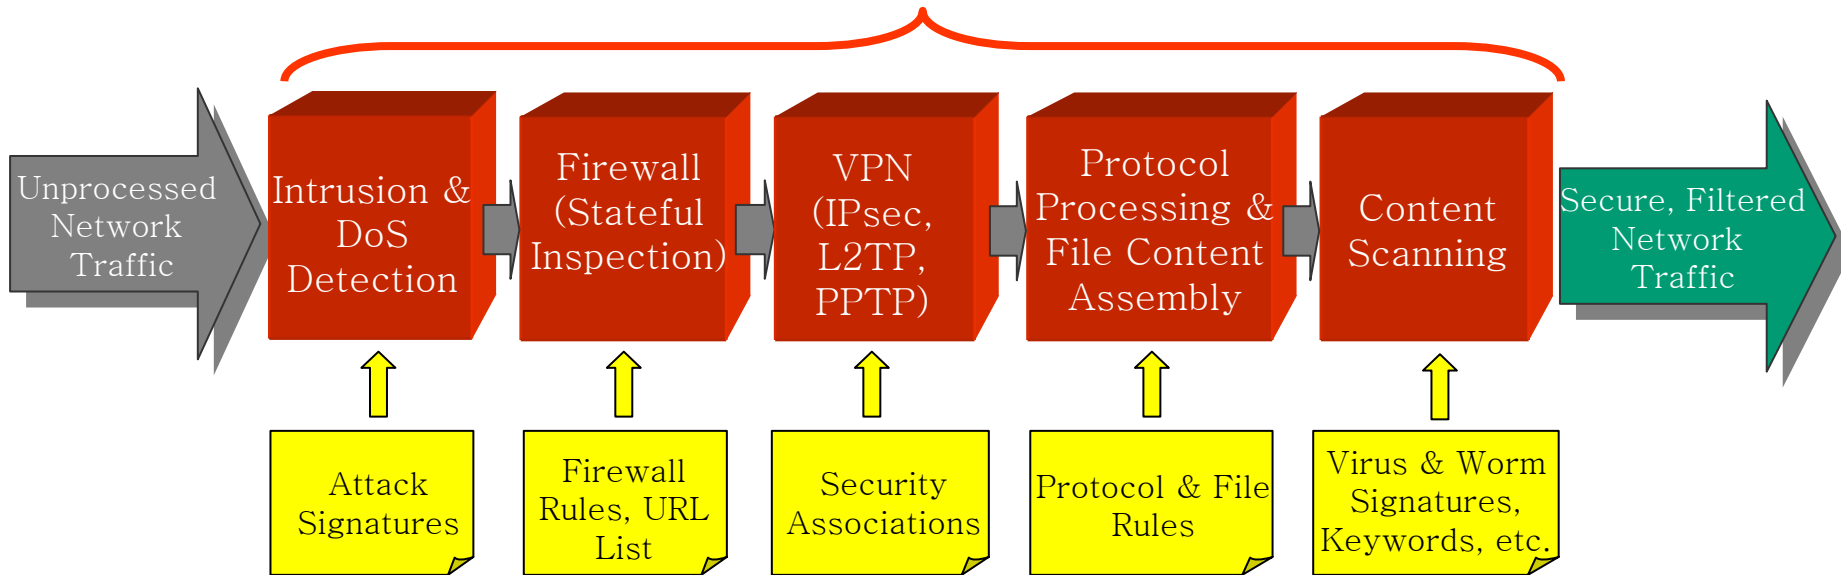 Unprocessed
Network
Traffic
Intrusion &
DoS
Detection
Firewall
(Stateful
Inspection)
VPN
(IPsec,
L2TP,
PPTP)
Protocol
Processing &
File Content
Assembly
Content
Scanning
Secure, Filtered
Network
Traffic
Attack
Signatures
Firewall
Rules, URL
List
Security
Associations
Protocol & File
Rules
Virus & Worm
Signatures,
Keywords, etc.